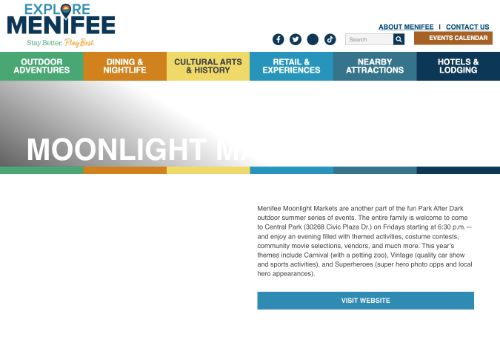 EXPLORE
MENIFEE
Stay Better. Play Best.
ABOUT MENIFEE | CONTACT US
Search
EVENTS CALENDAR
OUTDOOR ADVENTURES
DINING & NIGHTLIFE
CULTURAL ARTS & HISTORY
RETAIL & EXPERIENCES
NEARBY ATTRACTIONS
HOTELS & LODGING
MOONLIGHT
Menifee Moonlight Markets are another part of the fun Park After Dark
outdoor summer series of events. The entire family is welcome to come
to Central Park (30268 Civic Plaza Dr.) on Fridays starting at 6:30 p.m.—
and enjoy an evening filled with themed activities, costume contests,
community movie selections, vendors, and much more. This year's
themes include Carnival (with a petting zoo), Vintage (quality car show
and sports activities), and Superheroes (super hero photo opps and local
hero appearances).
VISIT WEBSITE